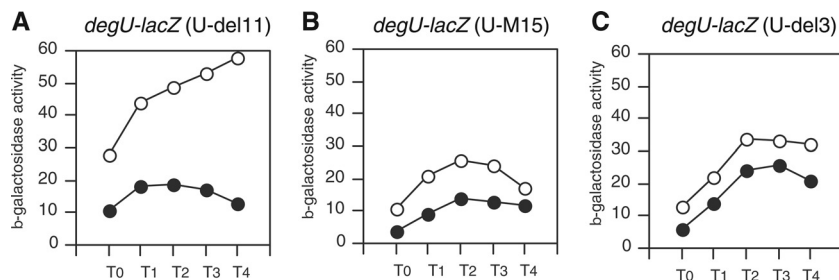 A degU-lacZ (U-del11)
b-galactosidase activity
60
50
40
30
20
10
0
T0 T1 T2 T3 T4
B degU-lacZ (U-M15)
b-galactosidase activity
60
50
40
30
20
10
0
T0 T1 T2 T3 T4
C degU-lacZ (U-del3)
b-galactosidase activity
60
50
40
30
20
10
0
T0 T1 T2 T3 T4